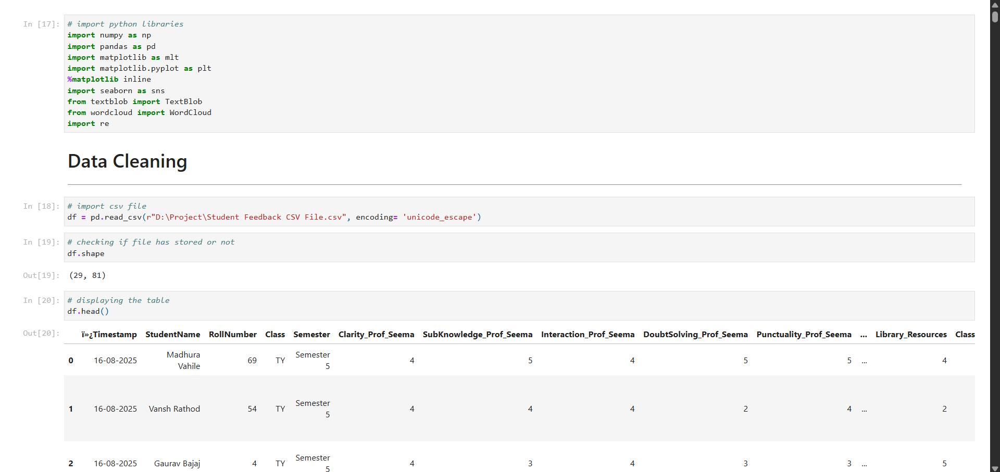 In [17]:
# import python libraries
import numpy as np
import pandas as pd
import matplotlib as mlt
import matplotlib.pyplot as plt
%matplotlib inline
import seaborn as sns
from textblob import TextBlob
from wordcloud import WordCloud
import re
Data Cleaning
In [18]:
# import csv file
df = pd.read_csv(r"D:\Project\Student Feedback CSV File.csv", encoding= 'unicode_escape')
In [19]:
# checking if file has stored or not
df.shape
Out[19]: (29, 81)
In [20]:
# displaying the table
df.head()
Out[20]:
ï»¿Timestamp StudentName RollNumber Class Semester Clarity_Prof_Seema SubKnowledge_Prof_Seema Interaction_Prof_Seema DoubtSolving_Prof_Seema Punctuality_Prof_Seema ... Library_Resources Class
0 16-08-2025 Madhura Vahile 69 TY Semester 5 4 5 4 5 5 ... 4
1 16-08-2025 Vansh Rathod 54 TY Semester 5 4 4 4 2 4 ... 2
2 16-08-2025 Gaurav Bajaj 4 TY Semester 5 4 3 4 3 3 ... 5